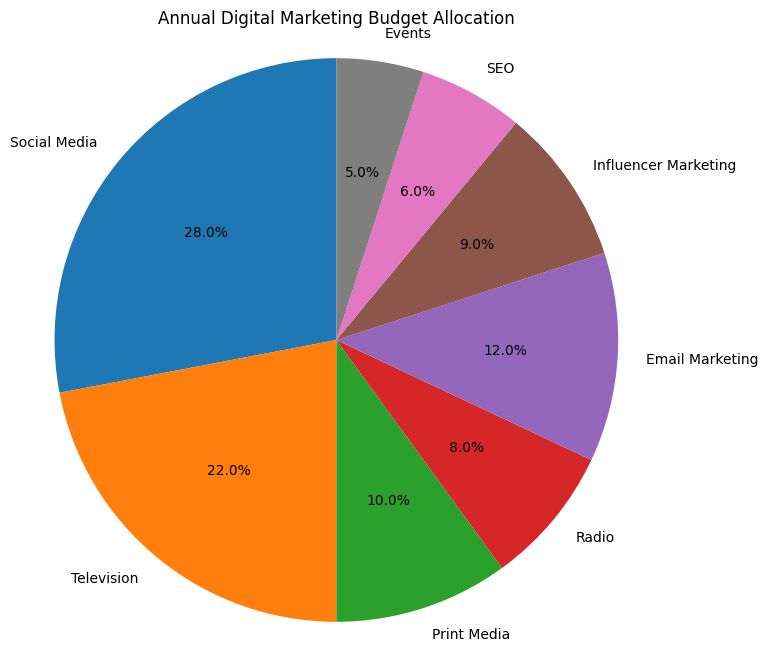 Annual Digital Marketing Budget Allocation
Events
SEO
Social Media
Influencer Marketing
5.0%
6.0%
28.0%
9.0%
12.0%
Email Marketing
8.0%
22.0%
10.0%
Radio
Television
Print Media